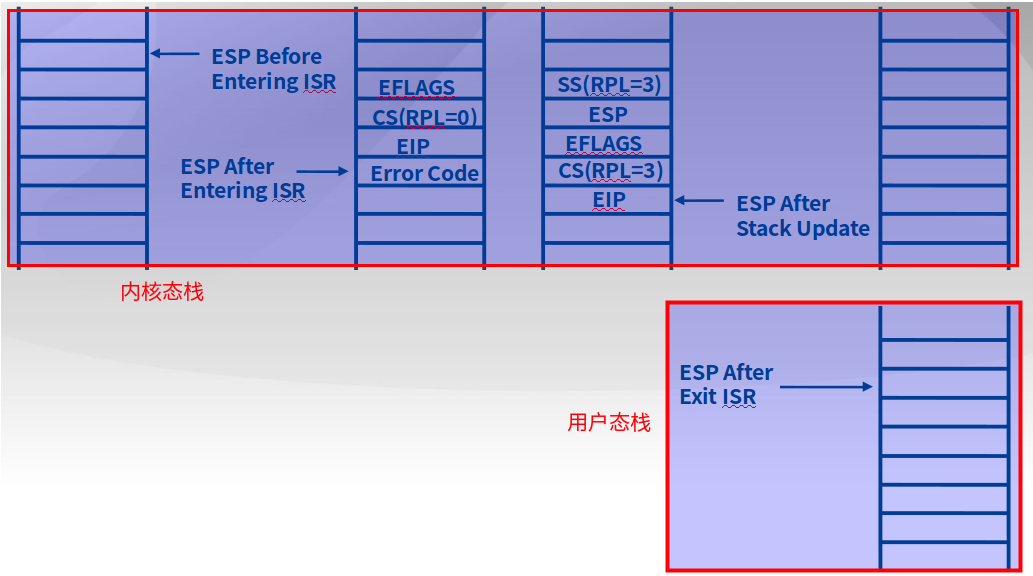 ESP Before
Entering ISR
ESP After
Entering ISR
EFLAGS
CS(RPL=0)
EIP
Error Code
SS(RPL=3)
ESP
EFLAGS
CS(RPL=3)
EIP
ESP After
Stack Update
内核态栈
ESP After
Exit ISR
用户态栈